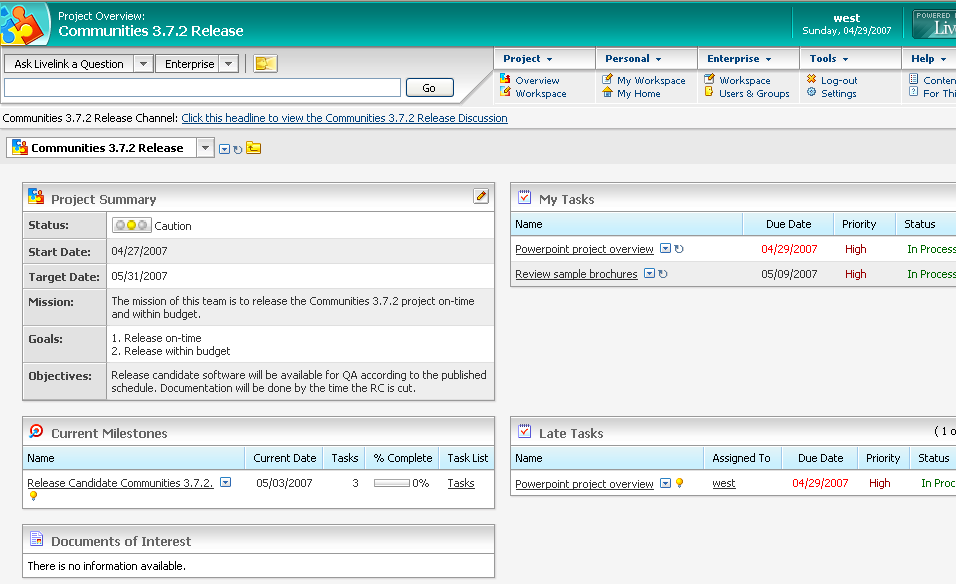 Project Overview:
Communities 3.7.2 Release
west
Sunday, 04/29/2007
POWERED
Ask Livelink a Question
Enterprise
Go
Project
Overview
Workspace
Personal
My Workspace
My Home
Enterprise
Workspace
Users & Groups
Tools
Log-out
Settings
Help
Communities 3.7.2 Release Channel: Click this headline to view the Communities 3.7.2 Release Discussion
Communities 3.7.2 Release
Project Summary
Status: Caution
Start Date: 04/27/2007
Target Date: 05/31/2007
Mission: The mission of this team is to release the Communities 3.7.2 project on-time
and within budget.
Goals: 1. Release on-time
2. Release within budget
Objectives: Release candidate software will be available for QA according to the published
schedule. Documentation will be done by the time the RC is cut.
My Tasks
Name Due Date Priority Status
Powerpoint project overview 04/29/2007 High In Process
Review sample brochures 05/09/2007 High In Process
Current Milestones
Name Current Date Tasks % Complete Task List
Release Candidate Communities 3.7.2. 05/03/2007 3 0% Tasks
Late Tasks
( 1 o
Name Assigned To Due Date Priority Status
Powerpoint project overview west 04/29/2007 High In Proc
Documents of Interest
There is no information available.